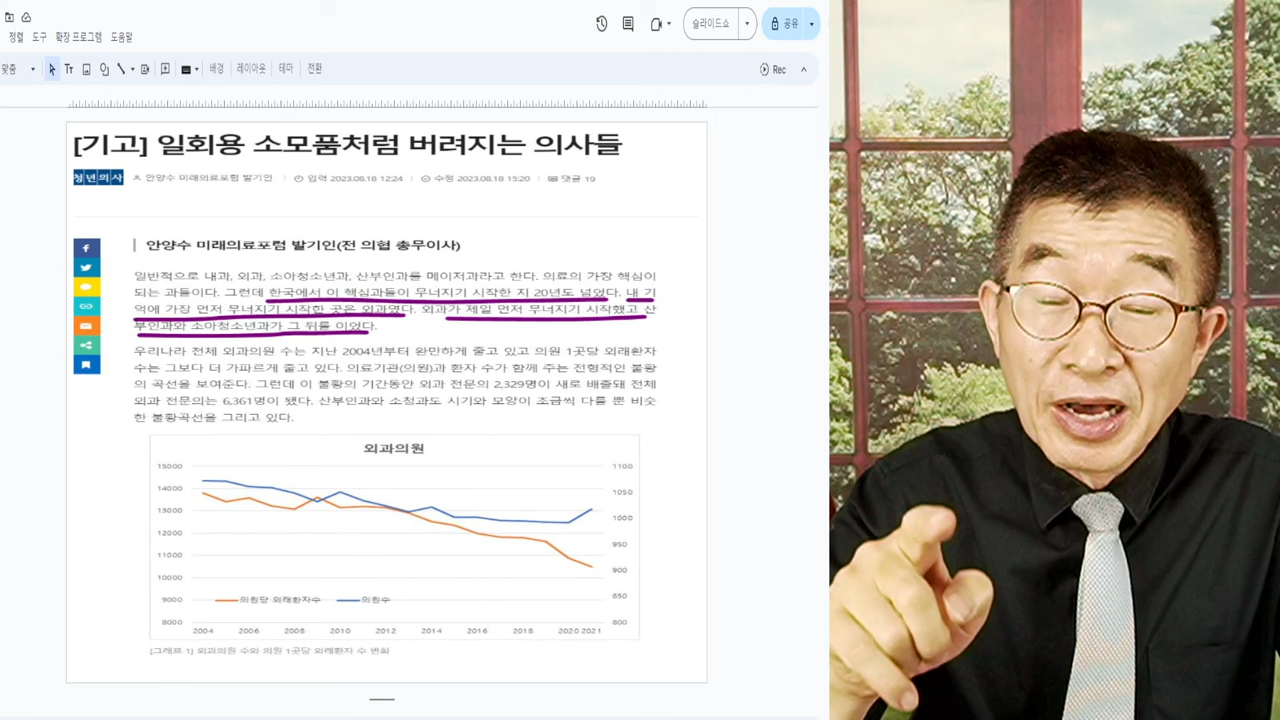 정렬 도구 확장 프로그램 도움말
슬라이드쇼
공유
맞춤
배경 레이아웃 테마 전환
Rec
[기고] 일회용 소모품처럼 버려지는 의사들
청년의사 안양수 미래의료포럼 발기인 입력 2023.08.18 12:24 수정 2023.08.18 15:20 댓글 19
안양수 미래의료포럼 발기인(전 의협 총무이사)
일반적으로 내과, 외과, 소아청소년과, 산부인과를 메이저과라고 한다. 의료의 가장 핵심이
되는 과들이다. 그런데 한국에서 이 핵심과들이 무너지기 시작한 지 20년도 넘었다. 내 기
억에 가장 먼저 무너지기 시작한 곳은 외과였다. 외과가 제일 먼저 무너지기 시작했고 산
부인과와 소아청소년과가 그 뒤를 이었다.
우리나라 전체 외과의원 수는 지난 2004년부터 완만하게 줄고 있고 의원 1곳당 외래환자
수는 그보다 더 가파르게 줄고 있다. 의료기관(의원)과 환자 수가 함께 주는 전형적인 불황
의 곡선을 보여준다. 그런데 이 불황의 기간동안 외과 전문의 2,329명이 새로 배출돼 전체
외과 전문의는 6,361명이 됐다. 산부인과와 소청과도 시기와 모양이 조금씩 다를 뿐 비슷
한 불황곡선을 그리고 있다.
외과의원
15000 1100
14000 1050
13000 1000
12000 950
11000 900
10000
9000 의원당 외래환자수 의원수 850
8000 800
2004 2006 2008 2010 2012 2014 2016 2018 2020 2021
[그래프 1] 외과의원 수와 의원 1곳당 외래환자 수 변화